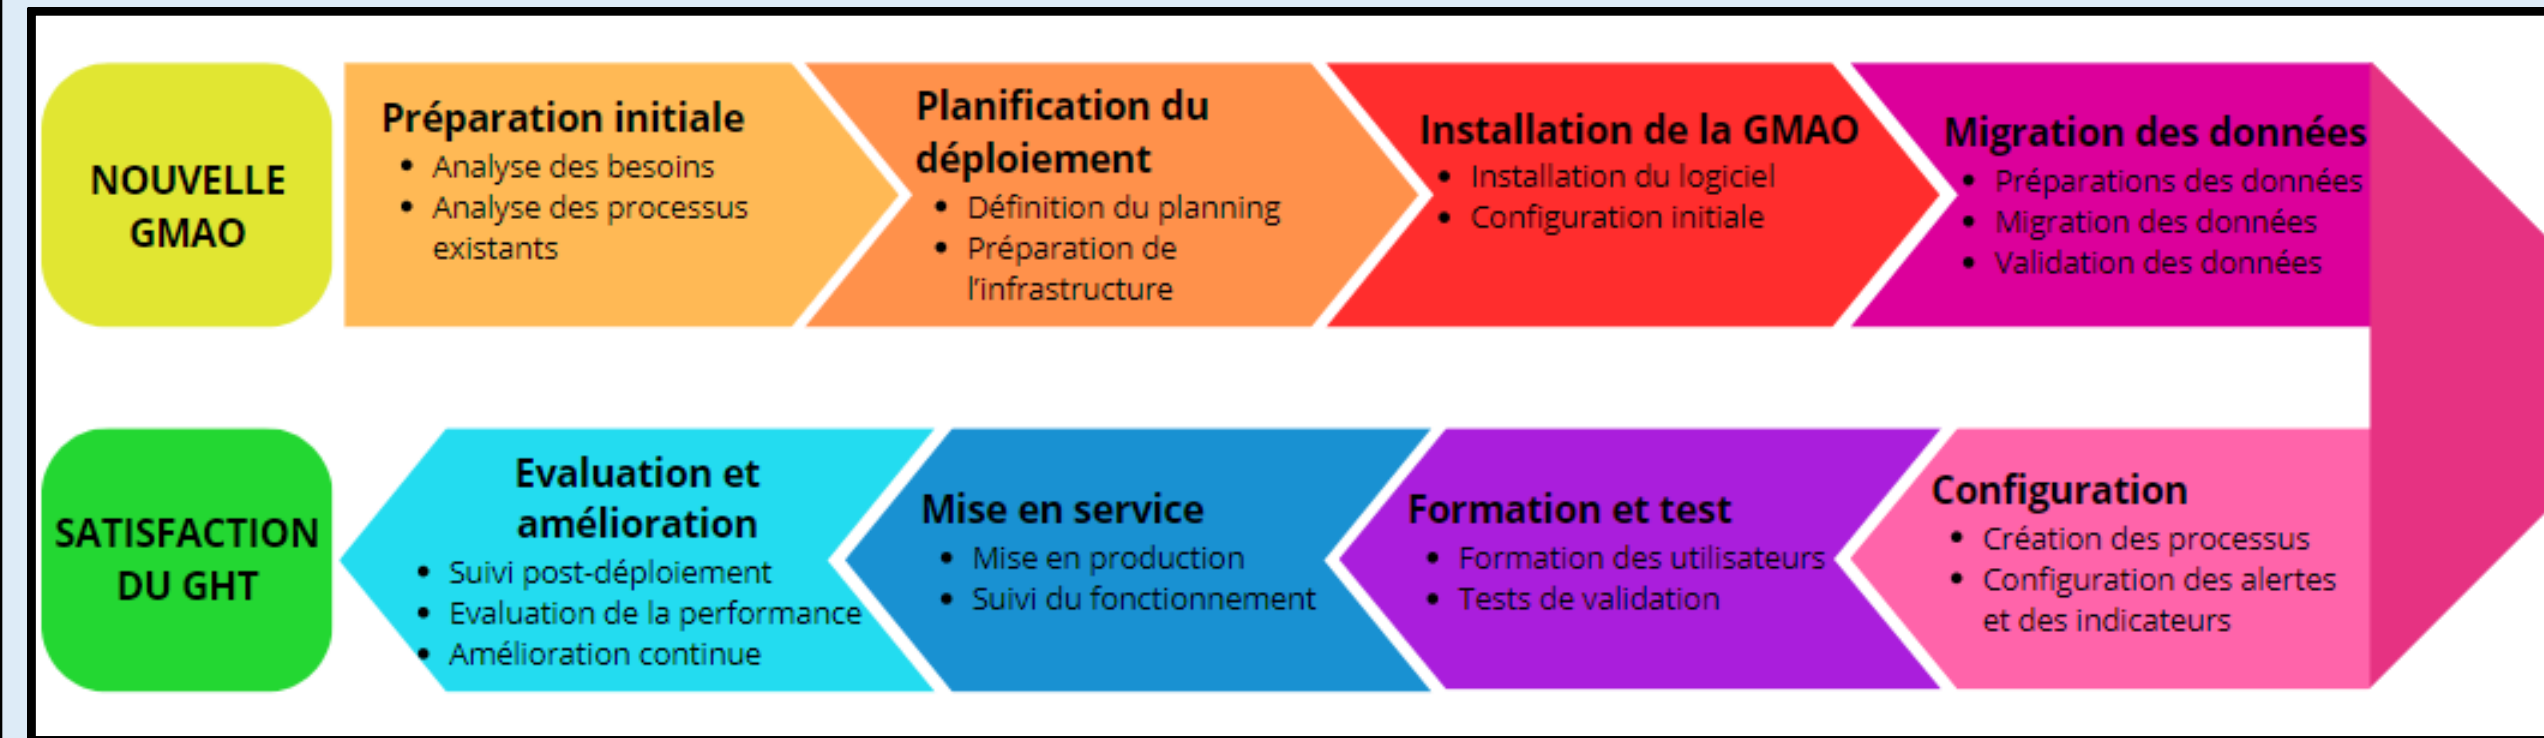 NOUVELLE
GMAO
Préparation initiale
• Analyse des besoins
• Analyse des processus
existants
Planification du
déploiement
• Définition du planning
• Préparation de
l'infrastructure
Installation de la GMAO
• Installation du logiciel
• Configuration initiale
Migration des données
• Préparations des données
• Migration des données
• Validation des données
Configuration
• Création des processus
• Configuration des alertes
et des indicateurs
Formation et test
• Formation des utilisateurs
• Tests de validation
Mise en service
• Mise en production
• Suivi du fonctionnement
Evaluation et
amélioration
• Suivi post-déploiement
• Evaluation de la performance
• Amélioration continue
SATISFACTION
DU GHT